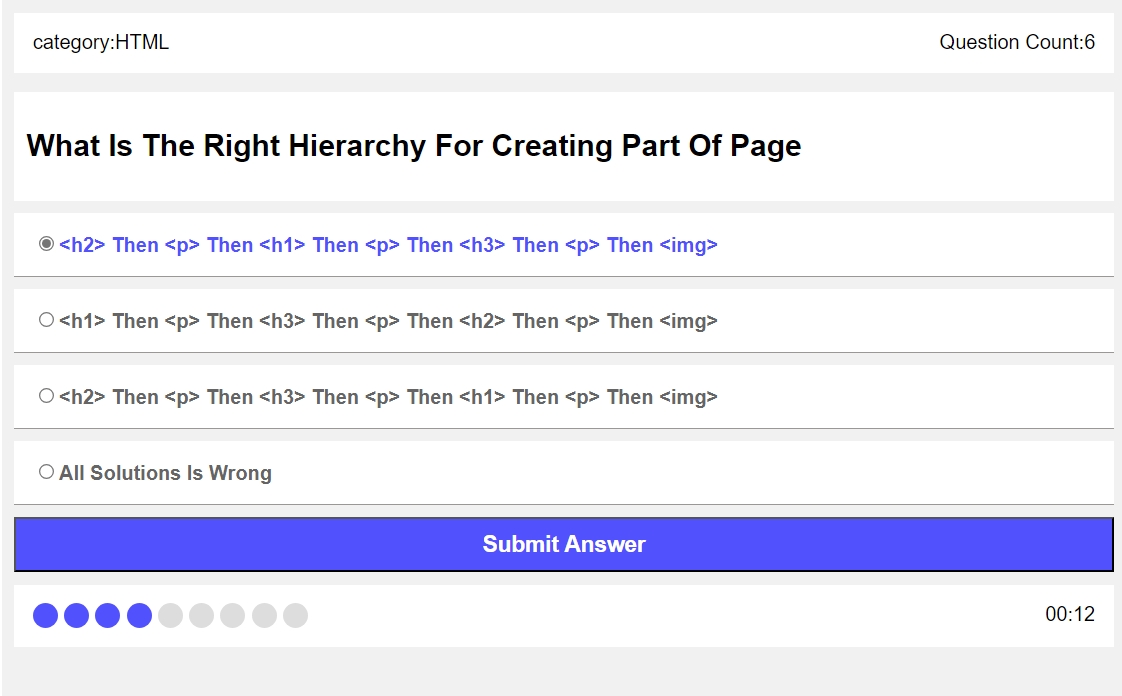 category:HTML
Question Count:6
What Is The Right Hierarchy For Creating Part Of Page
<h2> Then <p> Then <h1> Then <p> Then <h3> Then <p> Then <img>
<h1> Then <p> Then <h3> Then <p> Then <h2> Then <p> Then <img>
<h2> Then <p> Then <h3> Then <p> Then <h1> Then <p> Then <img>
All Solutions Is Wrong
Submit Answer
00:12